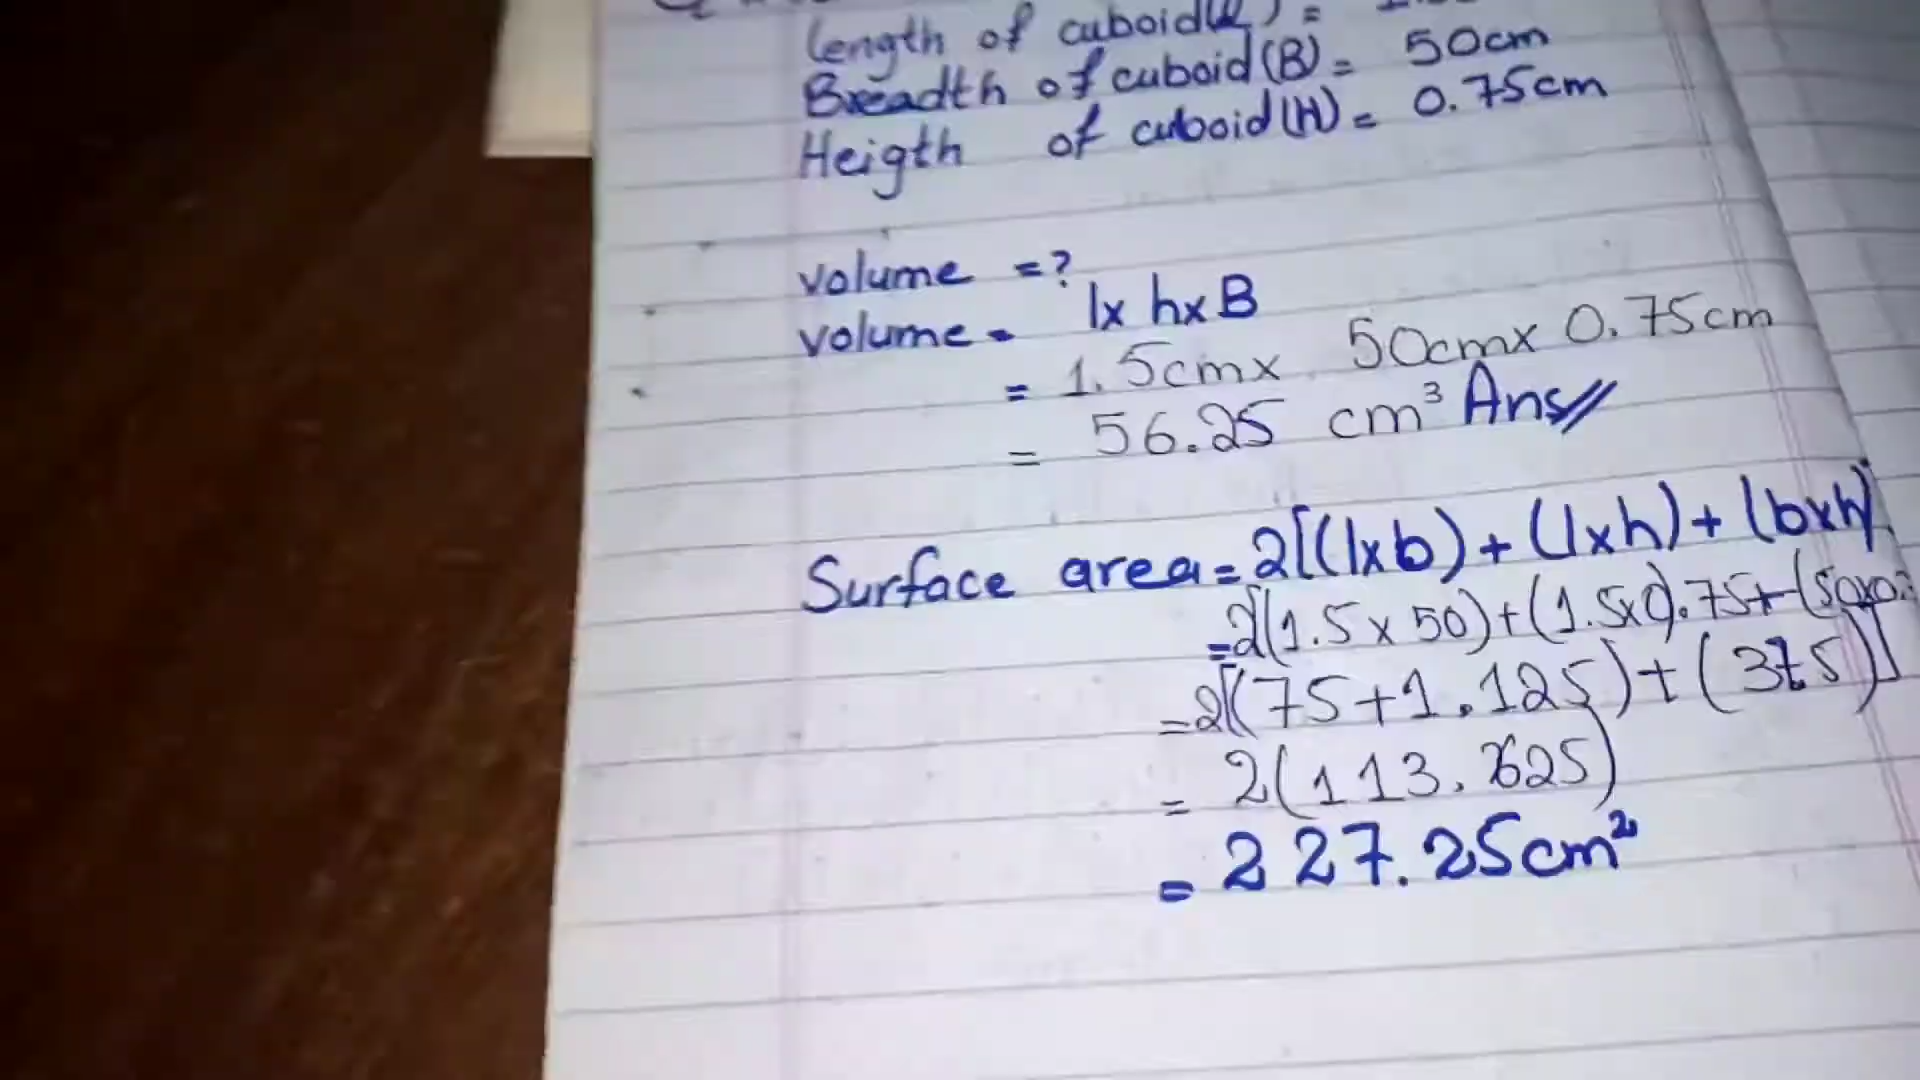 Length of cuboid(l) =
Breadth of cuboid(B) = 50cm
Heigth of cuboid(H) = 0.75cm
volume = ?
volume = l x h x B
= 1.5cm x 50cm x 0.75cm
= 56.25 cm³ Ans//
Surface area = 2[(l x b) + (l x h) + (b x h)
= 2[(1.5 x 50) + (1.5 x 0).75 + (50x0.
= 2[(75 + 1.125) + (37.5)]
= 2(113.625)
= 227.25cm²